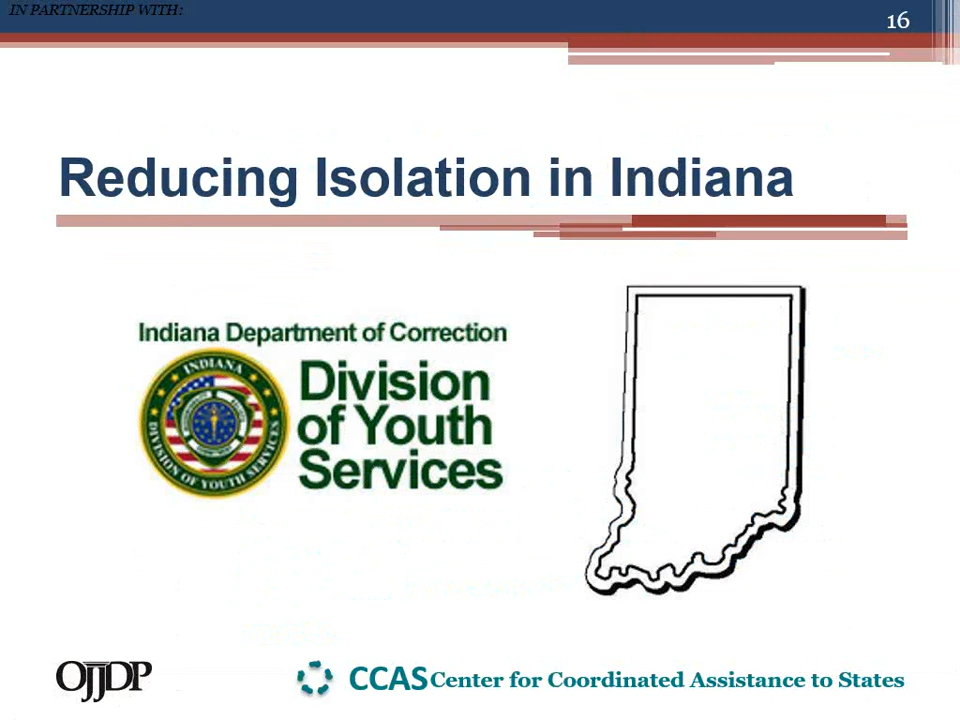 IN PARTNERSHIP WITH:
16
Reducing Isolation in Indiana
Indiana Department of Correction
INDIANA
DIVISION OF YOUTH SERVICES
Division
of Youth
Services
OJJDP
CCAS Center for Coordinated Assistance to States